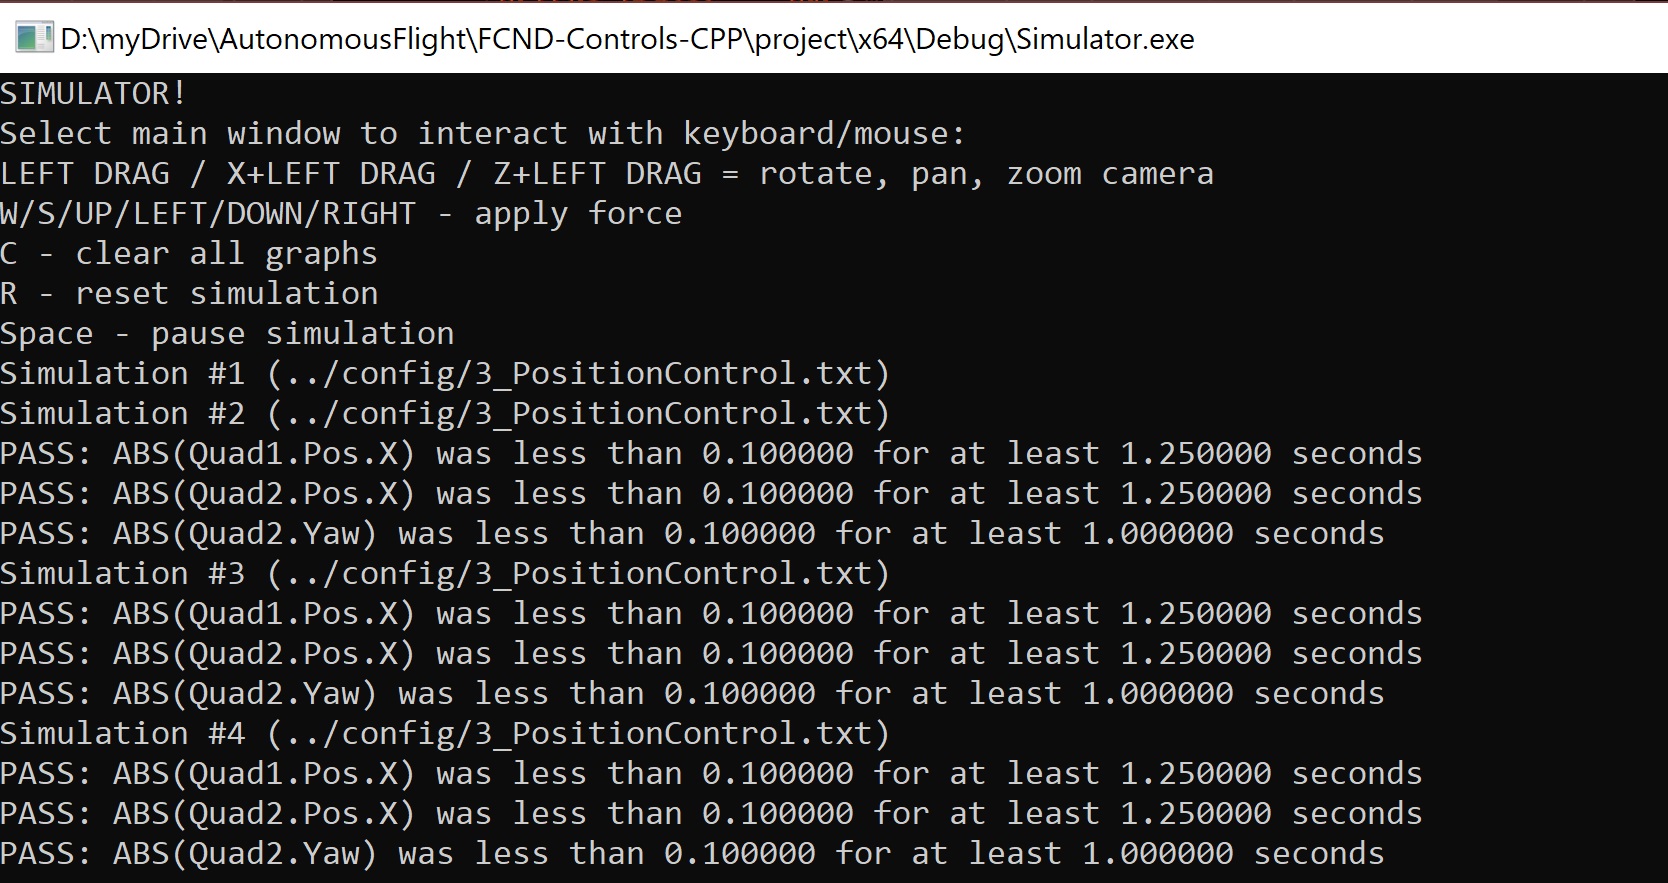 D:\myDrive\AutonomousFlight\FCND-Controls-CPP\project\x64\Debug\Simulator.exe
SIMULATOR!
Select main window to interact with keyboard/mouse:
LEFT DRAG / X+LEFT DRAG / Z+LEFT DRAG = rotate, pan, zoom camera
W/S/UP/LEFT/DOWN/RIGHT - apply force
C - clear all graphs
R - reset simulation
Space - pause simulation
Simulation #1 (../config/3_PositionControl.txt)
Simulation #2 (../config/3_PositionControl.txt)
PASS: ABS(Quad1.Pos.X) was less than 0.100000 for at least 1.250000 seconds
PASS: ABS(Quad2.Pos.X) was less than 0.100000 for at least 1.250000 seconds
PASS: ABS(Quad2.Yaw) was less than 0.100000 for at least 1.000000 seconds
Simulation #3 (../config/3_PositionControl.txt)
PASS: ABS(Quad1.Pos.X) was less than 0.100000 for at least 1.250000 seconds
PASS: ABS(Quad2.Pos.X) was less than 0.100000 for at least 1.250000 seconds
PASS: ABS(Quad2.Yaw) was less than 0.100000 for at least 1.000000 seconds
Simulation #4 (../config/3_PositionControl.txt)
PASS: ABS(Quad1.Pos.X) was less than 0.100000 for at least 1.250000 seconds
PASS: ABS(Quad2.Pos.X) was less than 0.100000 for at least 1.250000 seconds
PASS: ABS(Quad2.Yaw) was less than 0.100000 for at least 1.000000 seconds